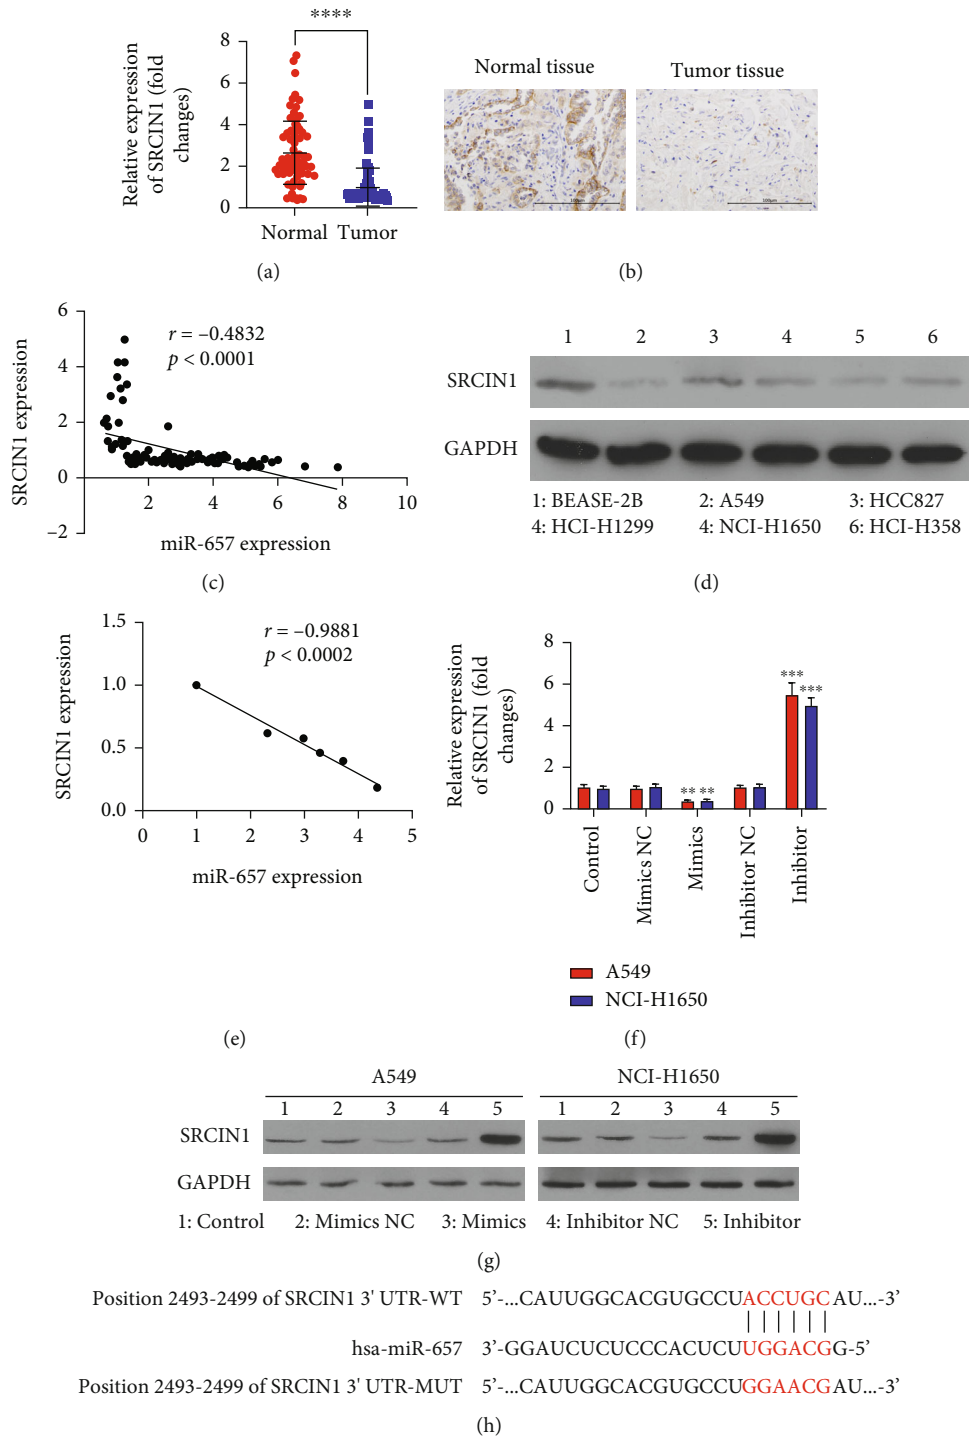 ****
Relative expression
of SRCIN1 (fold
changes)
8
6
4
2
0
Normal Tumor
(a)
Normal tissue
Tumor tissue
100μm
100μm
(b)
SRCIN1 expression
6
4
2
0
−2
r = −0.4832
p < 0.0001
2 4 6 8 10
miR-657 expression
(c)
1 2 3 4 5 6
SRCIN1
GAPDH
1: BEASE-2B 2: A549 3: HCC827
4: HCI-H1299 4: NCI-H1650 6: HCI-H358
(d)
SRCIN1 expression
1.5
1.0
0.5
0.0
r = −0.9881
p < 0.0002
0 1 2 3 4 5
miR-657 expression
(e)
Relative expression
of SRCIN1 (fold
changes)
8
6
4
2
0
** ** *** ***
Control
Mimics NC
Mimics
Inhibitor NC
Inhibitor
A549
NCI-H1650
(f)
A549 NCI-H1650
1 2 3 4 5 1 2 3 4 5
SRCIN1
GAPDH
1: Control 2: Mimics NC 3: Mimics 4: Inhibitor NC 5: Inhibitor
(g)
Position 2493-2499 of SRCIN1 3' UTR-WT 5'-...CAUUGGCACGUGCCUACCUGCAU...-3'
hsa-miR-657 3'-GGAUCUCUCCCACUCUUGGACGG-5'
Position 2493-2499 of SRCIN1 3' UTR-MUT 5'-...CAUUGGCACGUGCCUGGAACGAU...-3'
(h)